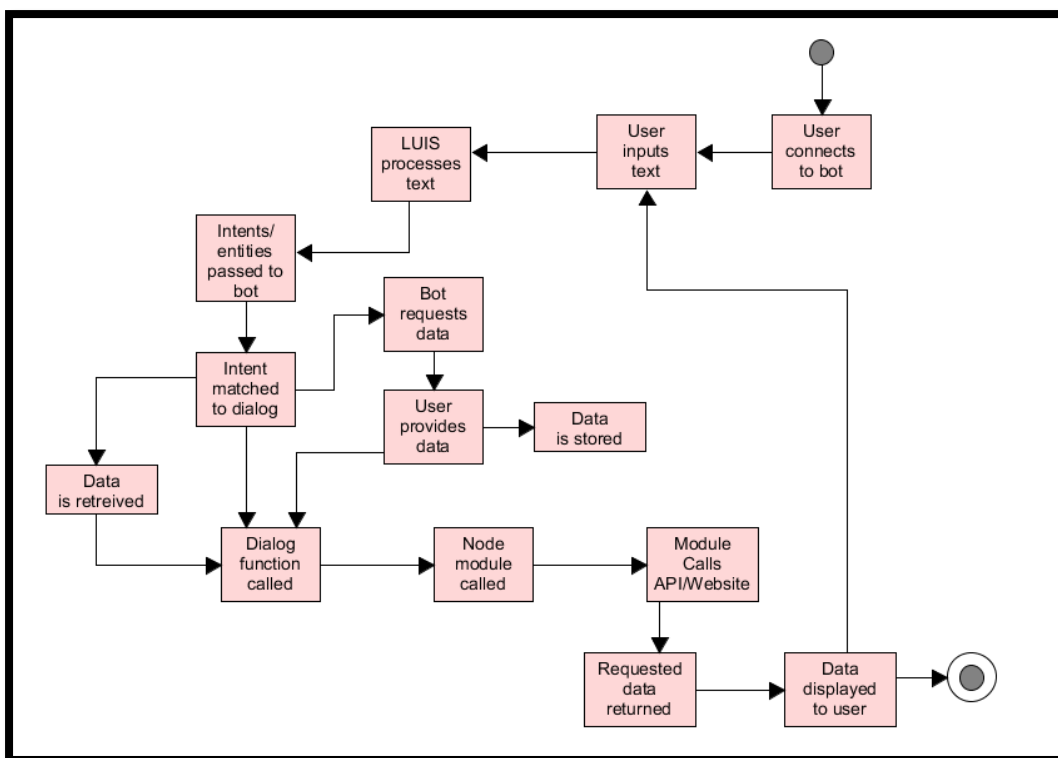 User
connects
to bot
User
inputs
text
LUIS
processes
text
Intents/
entities
passed to
bot
Intent
matched
to dialog
Bot
requests
data
User
provides
data
Data
is stored
Data
is retreived
Dialog
function
called
Node
module
called
Module
Calls
API/Website
Requested
data
returned
Data
displayed
to user